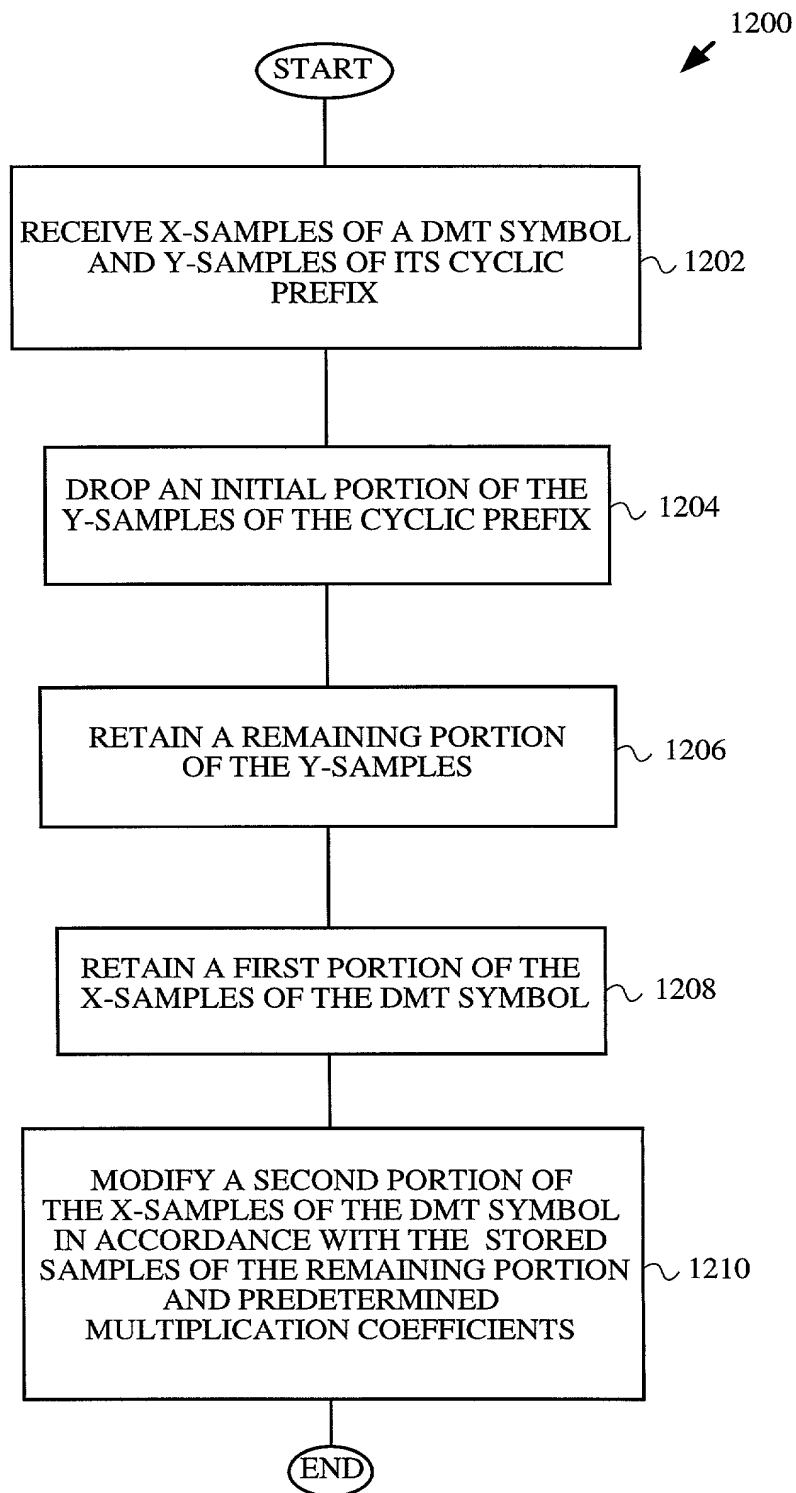 1200
START
RECEIVE X-SAMPLES OF A DMT SYMBOL
AND Y-SAMPLES OF ITS CYCLIC
PREFIX
1202
DROP AN INITIAL PORTION OF THE
Y-SAMPLES OF THE CYCLIC PREFIX
1204
RETAIN A REMAINING PORTION
OF THE Y-SAMPLES
1206
RETAIN A FIRST PORTION OF THE
X-SAMPLES OF THE DMT SYMBOL
1208
MODIFY A SECOND PORTION OF
THE X-SAMPLES OF THE DMT SYMBOL
IN ACCORDANCE WITH THE STORED
SAMPLES OF THE REMAINING PORTION
AND PREDETERMINED
MULTIPLICATION COEFFICIENTS
1210
END